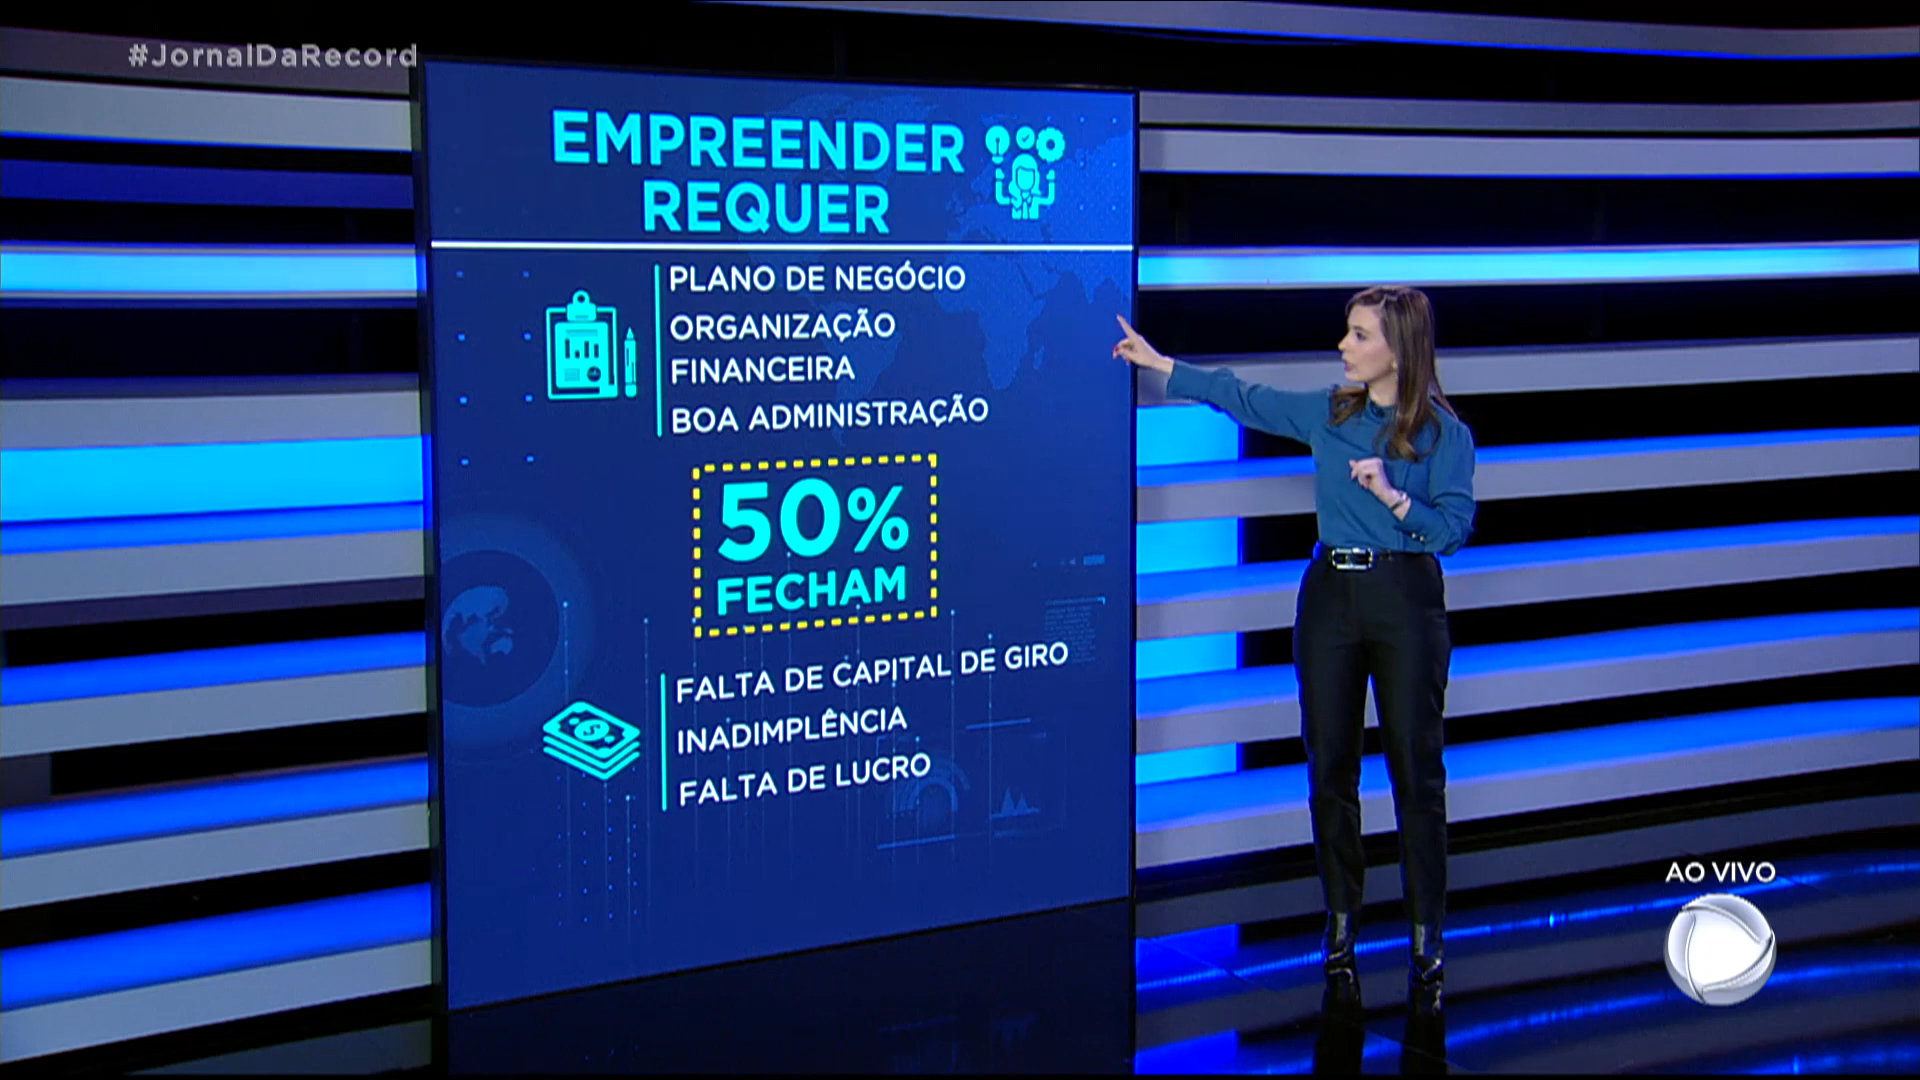 #JornalDaRecord
EMPREENDER
REQUER
PLANO DE NEGÓCIO
ORGANIZAÇÃO
FINANCEIRA
BOA ADMINISTRAÇÃO
50%
FECHAM
FALTA DE CAPITAL DE GIRO
INADIMPLÊNCIA
FALTA DE LUCRO
AO VIVO